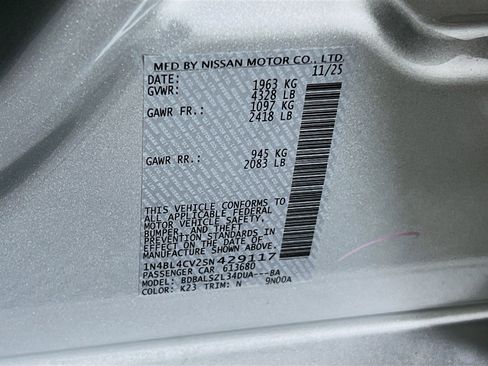 MFD BY NISSAN MOTOR CO., LTD.
DATE: 11/25
GVWR: 1963 KG
4328 LB
GAWR FR.: 1097 KG
2418 LB
GAWR RR.: 945 KG
2083 LB
THIS VEHICLE CONFORMS TO
ALL APPLICABLE FEDERAL
MOTOR VEHICLE SAFETY,
BUMPER, AND THEFT
PREVENTION STANDARDS
IN EFFECT ON THE DATE OF
MANUFACTURE SHOWN ABOVE.
1N4BL4CV2SN429117
PASSENGER CAR 613680
MODEL: BDBALSZL34DUA---BA
COLOR: K23 TRIM: N 9N00A